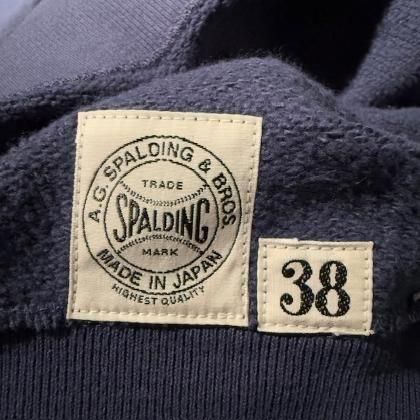 A.G. SPALDING & BROS.
TRADE
SPALDING
MARK
MADE IN JAPAN
HIGHEST QUALITY
38